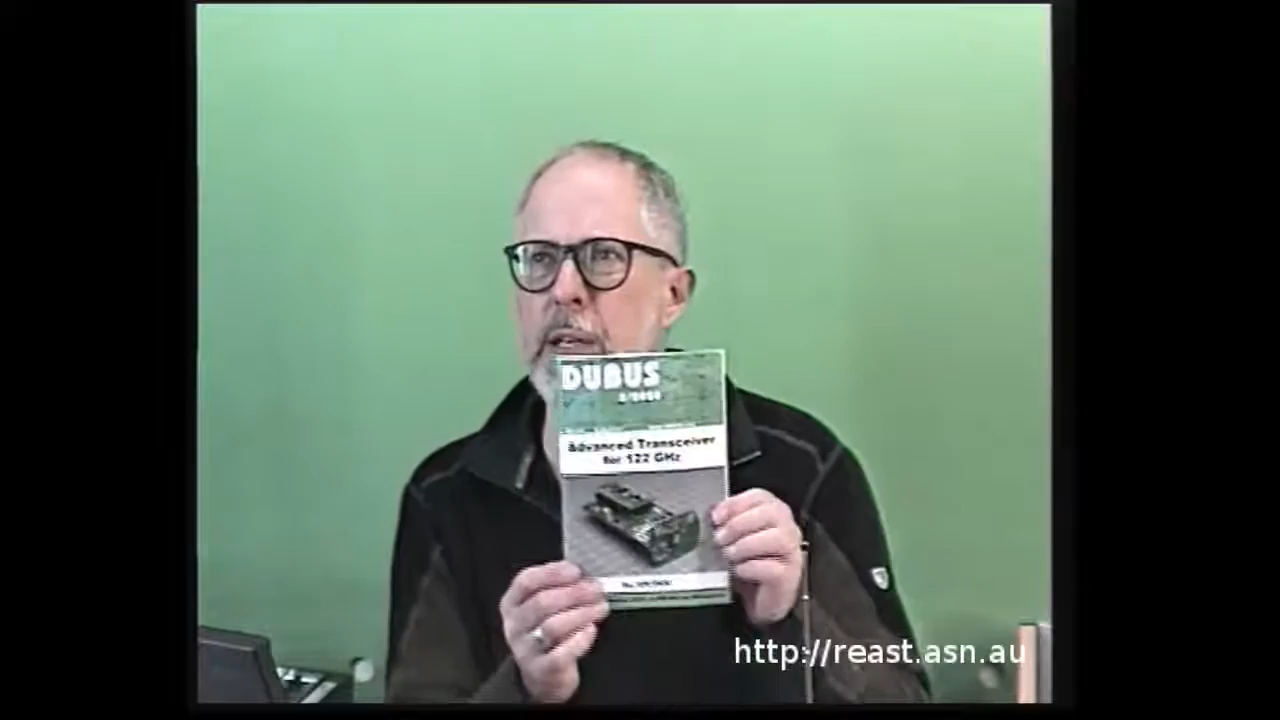 DUBUS
Advanced Transceiver
for 122 GHz
http://reast.asn.au